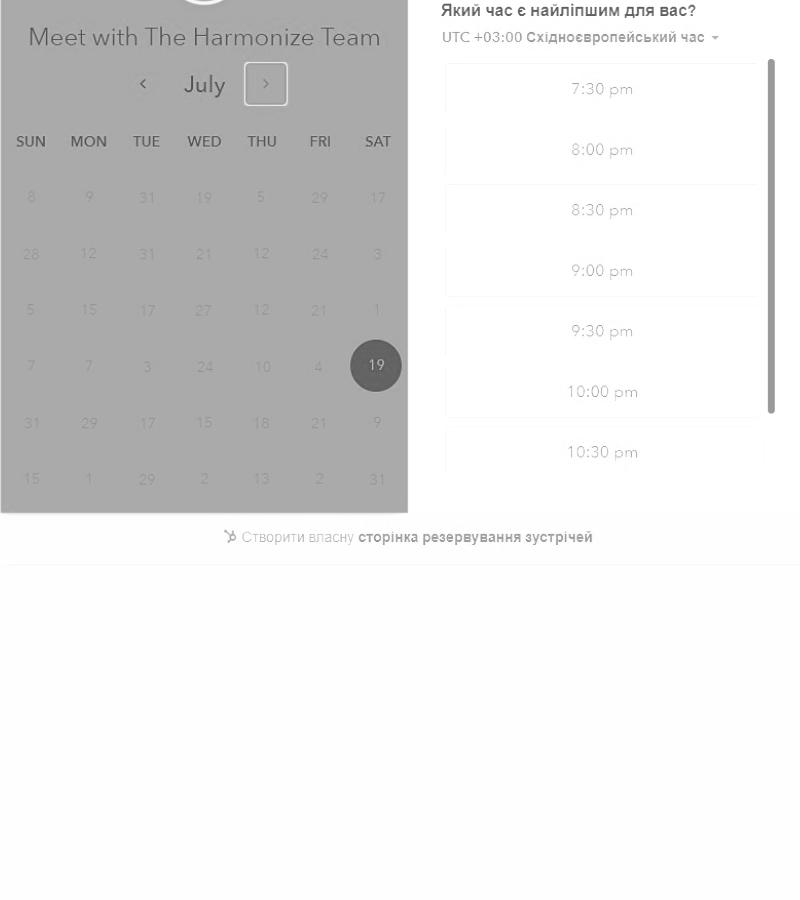 Meet with The Harmonize Team
July
SUN MON TUE WED THU FRI SAT
8 9 31 19 5 29 17
28 12 31 21 12 24 3
5 15 17 27 12 21 1
7 7 3 24 10 4 19
31 29 17 15 18 21 9
15 1 29 2 13 2 31
Який час є найліпшим для вас?
UTC +03:00 Східноєвропейський час
7:30 pm
8:00 pm
8:30 pm
9:00 pm
9:30 pm
10:00 pm
10:30 pm
Створити власну сторінка резервування зустрічей